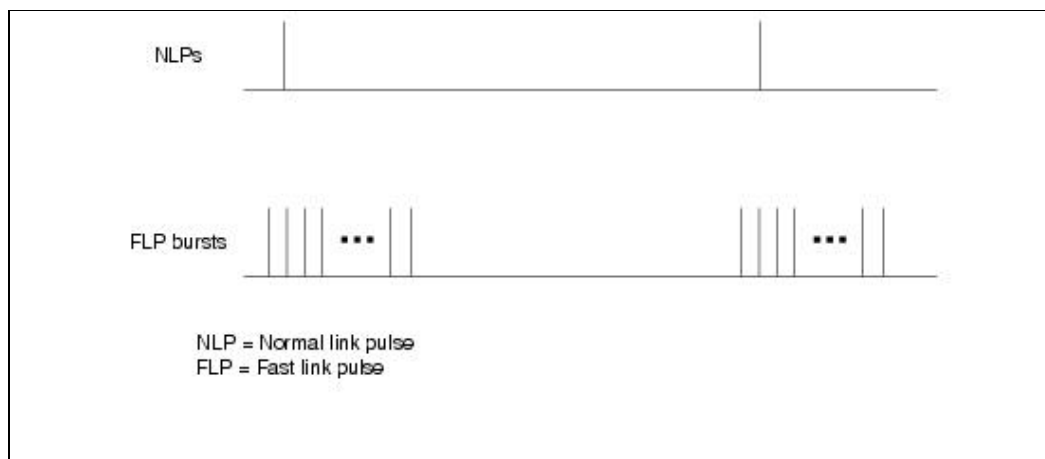 NLPs
FLP bursts
NLP = Normal link pulse
FLP = Fast link pulse